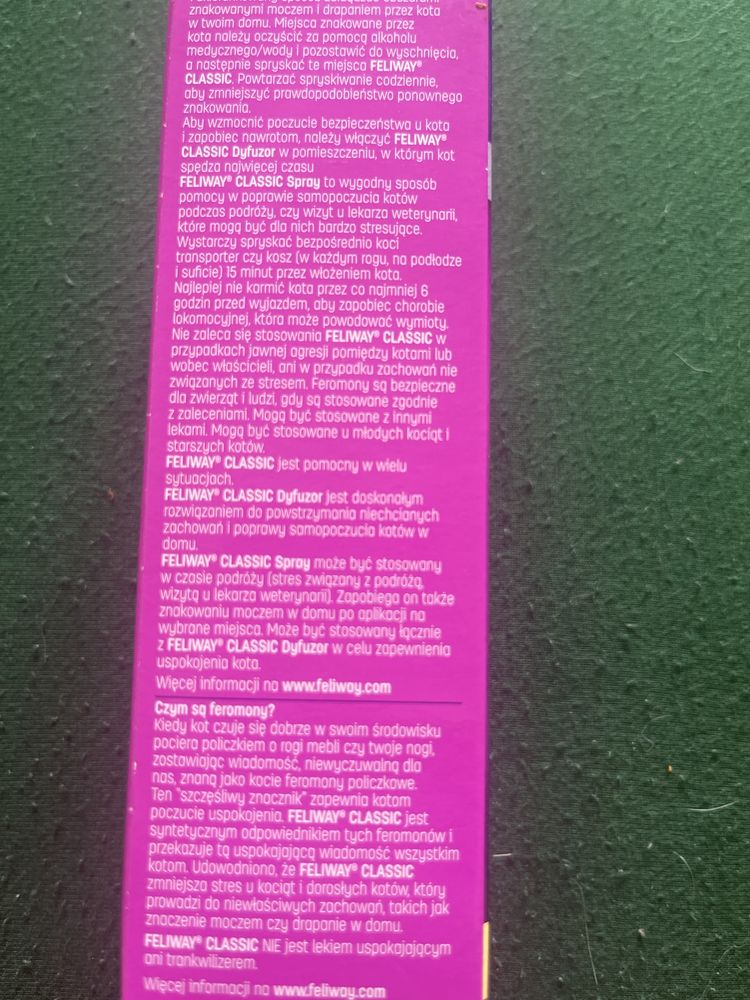 znakowanymi moczem i drapaniem przez kota
w twoim domu. Miejsca znakowane przez
kota należy oczyścić za pomocą alkoholu
medycznego/wody i pozostawić do wyschnięcia,
a następnie spryskać te miejsca FELIWAY®
CLASSIC. Powtarzać spryskiwanie codziennie,
aby zmniejszyć prawdopodobieństwo ponownego
znakowania.
Aby wzmocnić poczucie bezpieczeństwa u kota
i zapobiec nawrotom, należy włączyć FELIWAY®
CLASSIC Dyfuzor w pomieszczeniu, w którym kot
spędza najwięcej czasu
FELIWAY® CLASSIC Spray to wygodny sposób
pomocy w poprawie samopoczucia kotów
podczas podróży, czy wizyt u lekarza weterynarii,
które mogą być dla nich bardzo stresujące.
Wystarczy spryskać bezpośrednio koci
transporter czy kosz (w każdym rogu, na podłodze
i suficie) 15 minut przez włożeniem kota.
Najlepiej nie karmić kota przez co najmniej 6
godzin przed wyjazdem, aby zapobiec chorobie
lokomocyjnej, która może powodować wymioty.
Nie zaleca się stosowania FELIWAY® CLASSIC w
przypadkach jawnej agresji pomiędzy kotami lub
wobec właścicieli, ani w przypadku zachowań nie
związanych ze stresem. Feromony są bezpieczne
dla zwierząt i ludzi, gdy są stosowane zgodnie
z zaleceniami. Mogą być stosowane z innymi
lekami. Mogą być stosowane u młodych kociąt i
starszych kotów.
FELIWAY® CLASSIC jest pomocny w wielu
sytuacjach.
FELIWAY® CLASSIC Dyfuzor jest doskonałym
rozwiązaniem do powstrzymania niechcianych
zachowań i poprawy samopoczucia kotów w
domu.
FELIWAY® CLASSIC Spray może być stosowany
w czasie podróży (stres związany z podróżą,
wizytą u lekarza weterynarii). Zapobiega on także
znakowaniu moczem w domu po aplikacji na
wybrane miejsca. Może być stosowany łącznie
z FELIWAY® CLASSIC Dyfuzor w celu zapewnienia
uspokojenia kota.
Więcej informacji na www.feliway.com
Czym są feromony?
Kiedy kot czuje się dobrze w swoim środowisku
pociera policzkiem o rogi mebli czy twoje nogi,
zostawiając wiadomość, niewyczuwalną dla
nas, znaną jako kocie feromony policzkowe.
Ten "szczęśliwy znacznik" zapewnia kotom
poczucie uspokojenia. FELIWAY® CLASSIC jest
syntetycznym odpowiednikiem tych feromonów i
przekazuje tą uspokajającą wiadomość wszystkim
kotom. Udowodniono, że FELIWAY® CLASSIC
zmniejsza stres u kociąt i dorosłych kotów, który
prowadzi do niewłaściwych zachowań, takich jak
znaczenie moczem czy drapanie w domu.
FELIWAY® CLASSIC NIE jest lekiem uspokajającym
ani trankwilizerem.
Więcej informacji na www.feliway.com